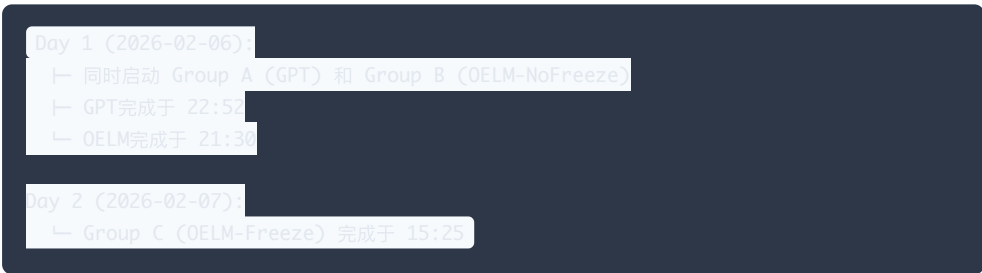 Day 1 (2026-02-06):
├─ 同时启动 Group A (GPT) 和 Group B (OELM-NoFreeze)
├─ GPT完成于 22:52
└─ OELM完成于 21:30
Day 2 (2026-02-07):
└─ Group C (OELM-Freeze) 完成于 15:25